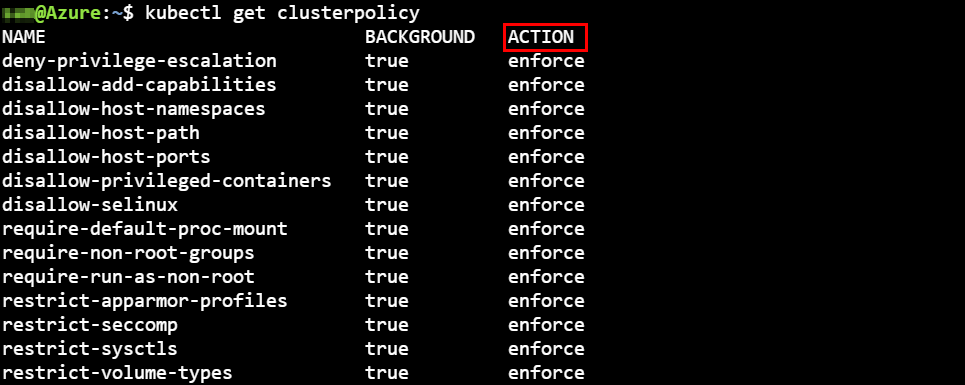 @Azure:~$ kubectl get clusterpolicy
NAME BACKGROUND ACTION
deny-privilege-escalation true enforce
disallow-add-capabilities true enforce
disallow-host-namespaces true enforce
disallow-host-path true enforce
disallow-host-ports true enforce
disallow-privileged-containers true enforce
disallow-selinux true enforce
require-default-proc-mount true enforce
require-non-root-groups true enforce
require-run-as-non-root true enforce
restrict-apparmor-profiles true enforce
restrict-seccomp true enforce
restrict-sysctls true enforce
restrict-volume-types true enforce